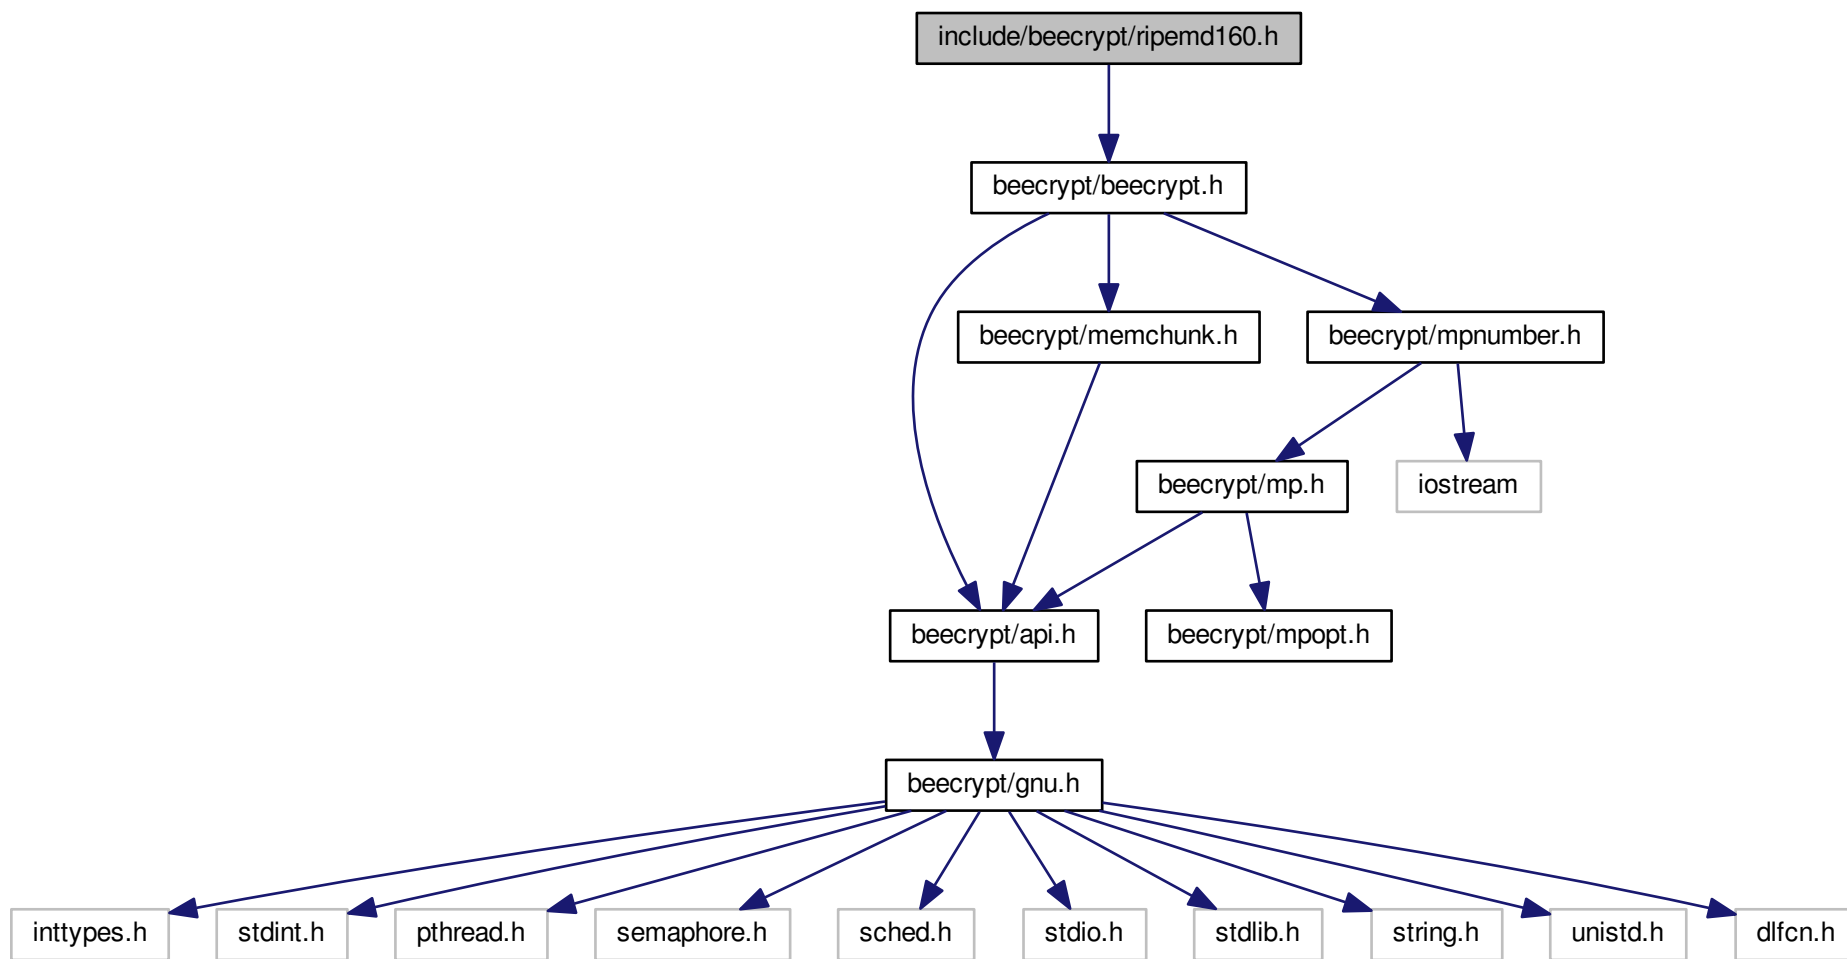 include/beecrypt/ripemd160.h
beecrypt/beecrypt.h
beecrypt/memchunk.h
beecrypt/mpnumber.h
beecrypt/mp.h
iostream
beecrypt/api.h
beecrypt/mpopt.h
beecrypt/gnu.h
inttypes.h
stdint.h
pthread.h
semaphore.h
sched.h
stdio.h
stdlib.h
string.h
unistd.h
dlfcn.h